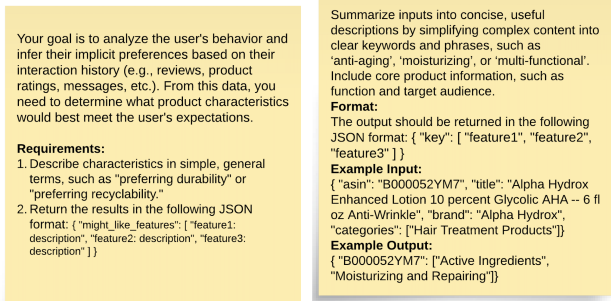 Your goal is to analyze the user's behavior and
infer their implicit preferences based on their
interaction history (e.g., reviews, product
ratings, messages, etc.). From this data, you
need to determine what product characteristics
would best meet the user's expectations.
Requirements:
1. Describe characteristics in simple, general
terms, such as "preferring durability" or
"preferring recyclability."
2. Return the results in the following JSON
format: { "might_like_features": [ "feature1:
description", "feature2: description", "feature3:
description" ] }
Summarize inputs into concise, useful
descriptions by simplifying complex content into
clear keywords and phrases, such as
‘anti-aging’, ‘moisturizing’, or ‘multi-functional’.
Include core product information, such as
function and target audience.
Format:
The output should be returned in the following
JSON format: { "key": [ "feature1", "feature2",
"feature3" ] }
Example Input:
{ "asin": "B000052YM7", "title": "Alpha Hydrox
Enhanced Lotion 10 percent Glycolic AHA -- 6 fl
oz Anti-Wrinkle", "brand": "Alpha Hydrox",
"categories": ["Hair Treatment Products"]}
Example Output:
{ "B000052YM7": ["Active Ingredients",
"Moisturizing and Repairing"]}